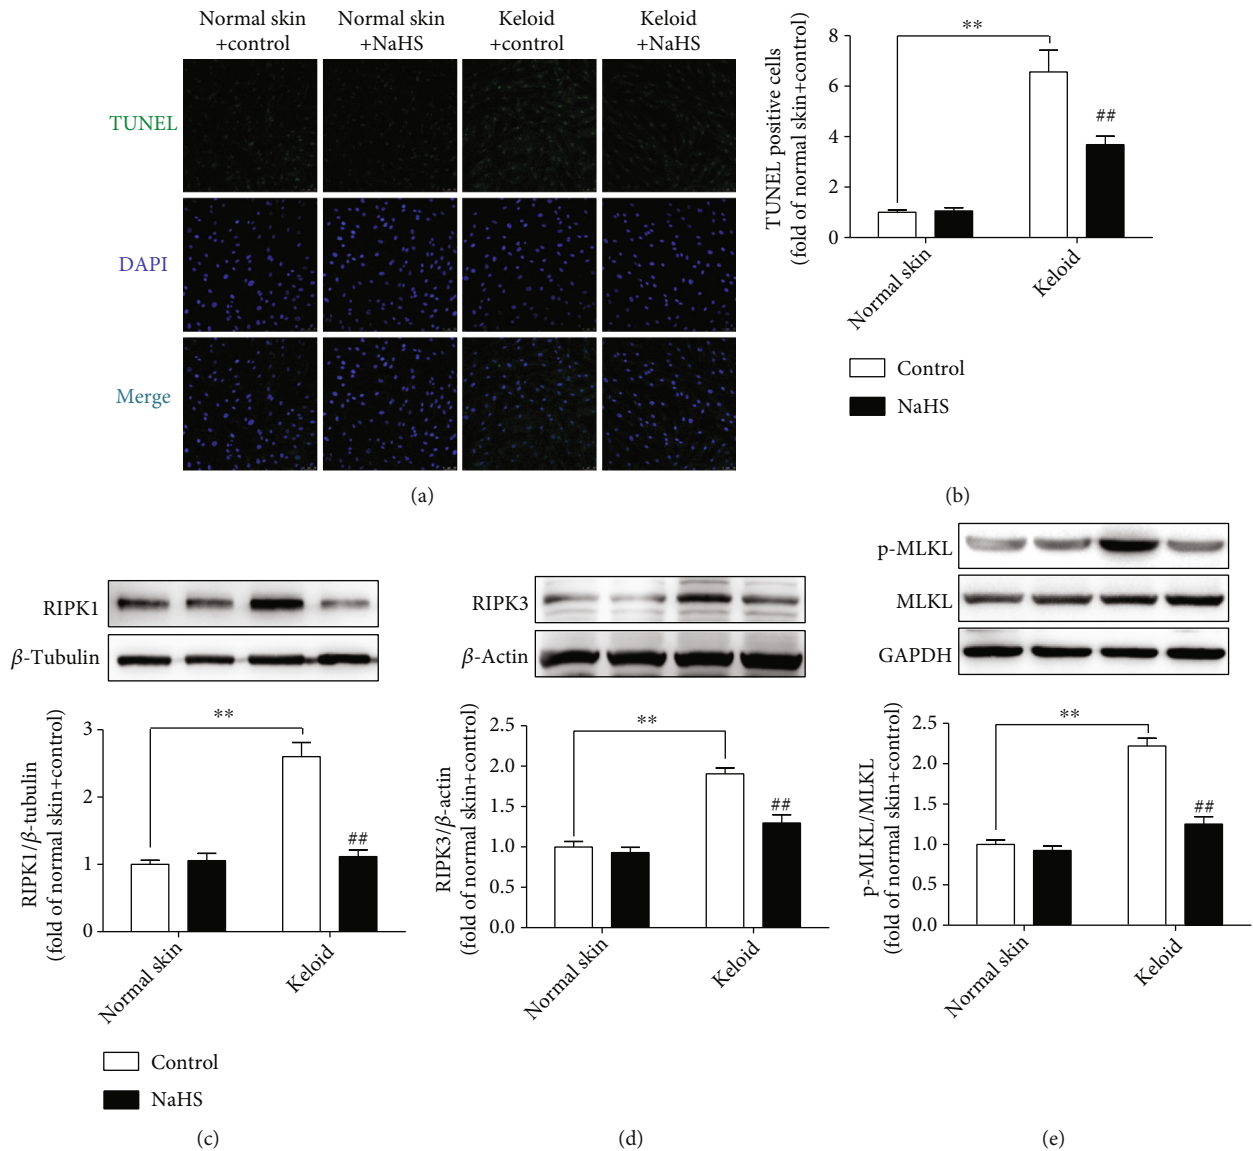 Normal skin
+control
Normal skin
+NaHS
Keloid
+control
Keloid
+NaHS
TUNEL
DAPI
Merge
(a)
TUNEL positive cells
(fold of normal skin+control)
8
6
4
2
0
**
##
Normal skin
Keloid
Control
NaHS
(b)
RIPK1
β-Tubulin
RIPK1/β-tubulin
(fold of normal skin+control)
3
2
1
0
**
##
Normal skin
Keloid
Control
NaHS
(c)
RIPK3
β-Actin
RIPK3/β-actin
(fold of normal skin+control)
2.5
2.0
1.5
1.0
0.5
0.0
**
##
Normal skin
Keloid
(d)
p-MLKL
MLKL
GAPDH
p-MLKL/MLKL
(fold of normal skin+control)
2.5
2.0
1.5
1.0
0.5
0.0
**
##
Normal skin
Keloid
(e)